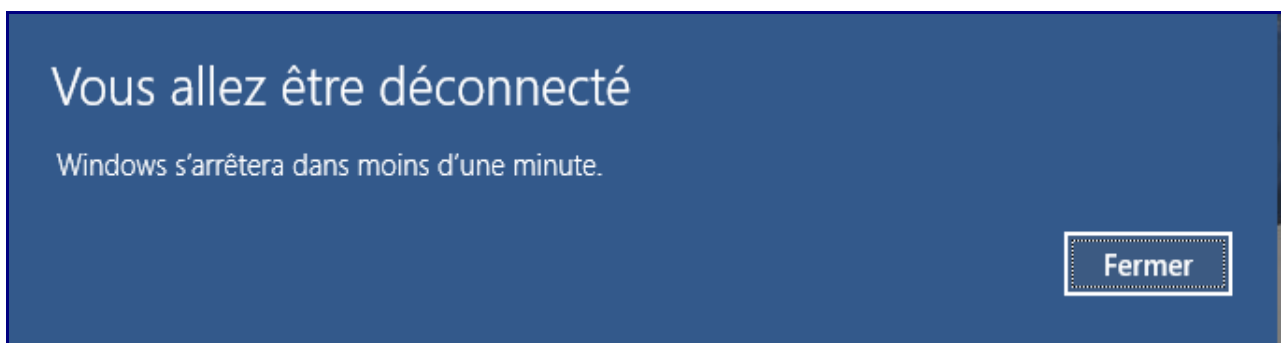 Vous allez être déconnecté
Windows s’arrêtera dans moins d’une minute.
Fermer